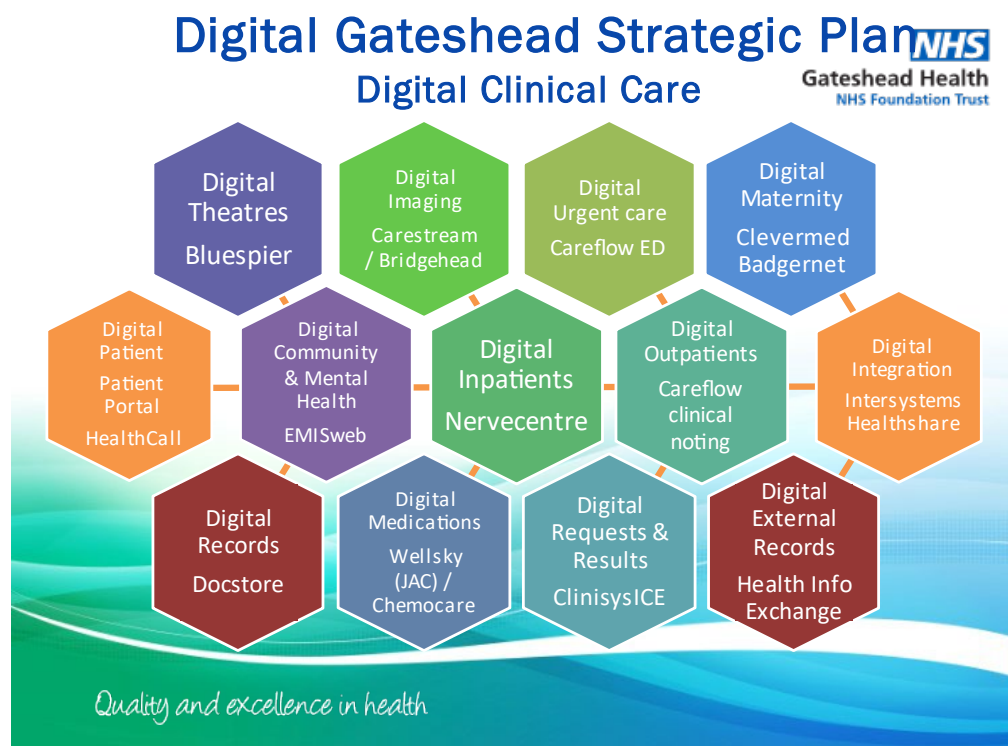 Digital Gateshead Strategic Plan
NHS
Digital Clinical Care
Gateshead Health
NHS Foundation Trust
Digital
Theatres
Bluespier
Digital
Imaging
Carestream
/ Bridgehead
Digital
Urgent care
Careflow ED
Digital
Maternity
Clevermed
Badgernet
Digital
Patient
Patient
Portal
HealthCall
Digital
Community
& Mental
Health
EMISweb
Digital
Inpatients
Nervecentre
Digital
Outpatients
Careflow
clinical
noting
Digital
Integration
Intersystems
Healthshare
Digital
Records
Docstore
Digital
Medications
Wellsky
(JAC) /
Chemocare
Digital
Requests &
Results
ClinisysICE
Digital
External
Records
Health Info
Exchange
Quality and excellence in health